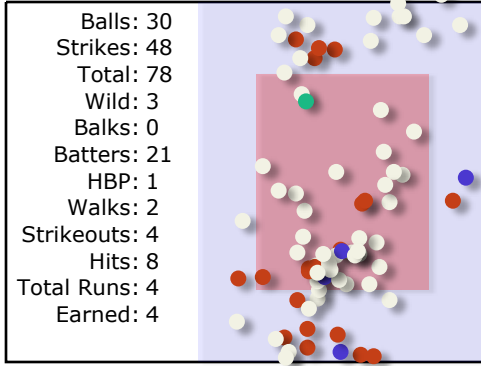 Balls: 30
Strikes: 48
Total: 78
Wild: 3
Balks: 0
Batters: 21
HBP: 1
Walks: 2
Strikeouts: 4
Hits: 8
Total Runs: 4
Earned: 4